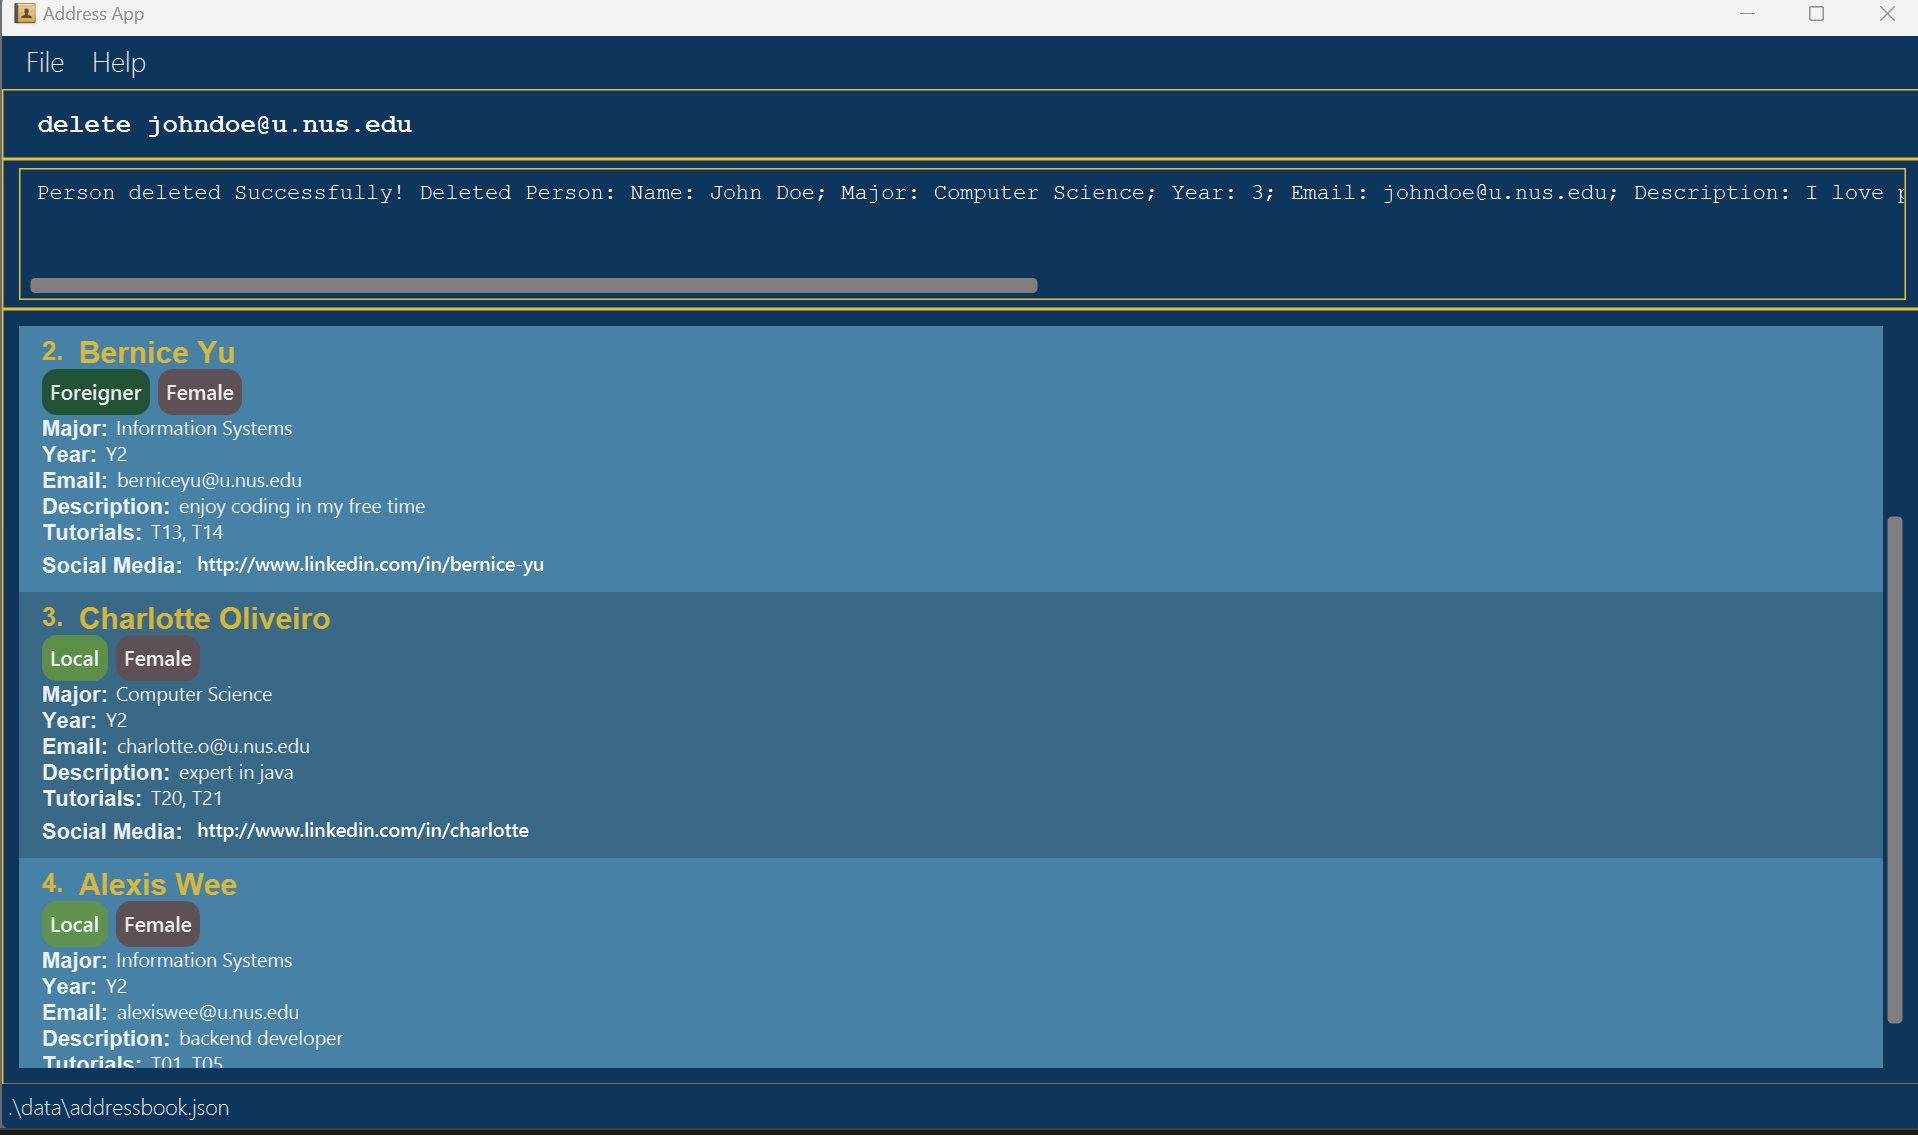 Address App
File Help
delete johndoe@u.nus.edu
Person deleted Successfully! Deleted Person: Name: John Doe; Major: Computer Science; Year: 3; Email: johndoe@u.nus.edu; Description: I love
2. Bernice Yu
Foreigner Female
Major: Information Systems
Year: Y2
Email: berniceyu@u.nus.edu
Description: enjoy coding in my free time
Tutorials: T13, T14
Social Media: http://www.linkedin.com/in/bernice-yu
3. Charlotte Oliveiro
Local Female
Major: Computer Science
Year: Y2
Email: charlotte.o@u.nus.edu
Description: expert in java
Tutorials: T20, T21
Social Media: http://www.linkedin.com/in/charlotte
4. Alexis Wee
Local Female
Major: Information Systems
Year: Y2
Email: alexiswee@u.nus.edu
Description: backend developer
Tutorials: T01, T05
.\data\addressbook.json